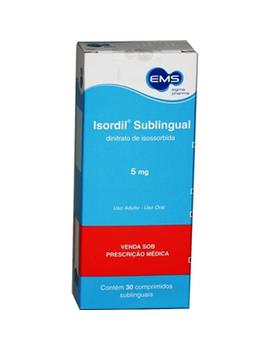 EMS
sigma pharma
Isordil® Sublingual
dinitrato de isossorbida
5 mg
Uso Adulto - Uso Oral
VENDA SOB
PRESCRIÇÃO MÉDICA
Contém 30 comprimidos
sublinguais